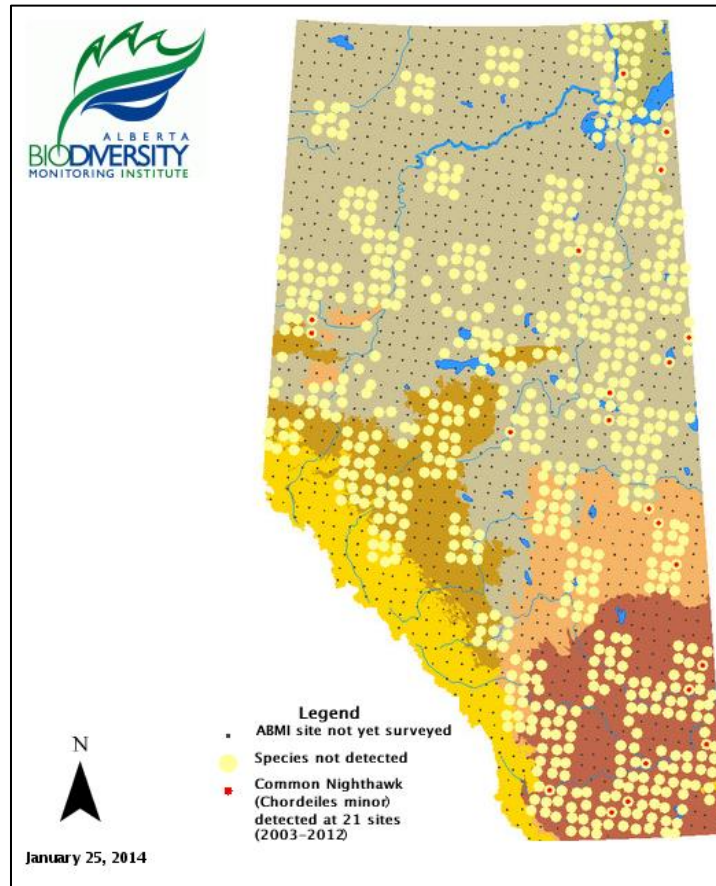 ALBERTA
BIODIVERSITY
MONITORING INSTITUTE
Legend
ABMI site not yet surveyed
Species not detected
Common Nighthawk
(Chordeiles minor)
detected at 21 sites
(2003-2012)
N
January 25, 2014